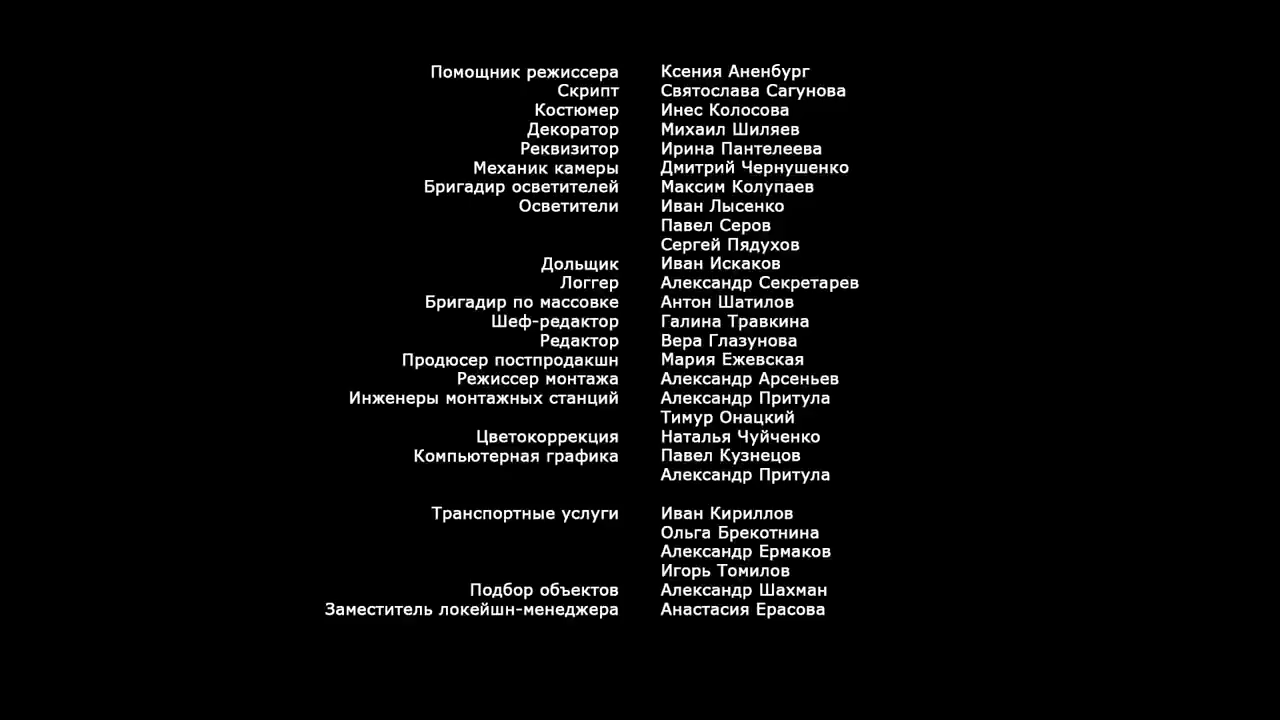 Помощник режиссера Ксения Аненбург
Скрипт Святослава Сагунова
Костюмер Инес Колосова
Декоратор Михаил Шиляев
Реквизитор Ирина Пантелеева
Механик камеры Дмитрий Чернушенко
Бригадир осветителей Максим Колупаев
Осветители Иван Лысенко
Павел Серов
Сергей Пядухов
Дольщик Иван Искаков
Логгер Александр Секретарев
Бригадир по массовке Антон Шатилов
Шеф-редактор Галина Травкина
Редактор Вера Глазунова
Продюсер постпродакшн Мария Ежевская
Режиссер монтажа Александр Арсеньев
Инженеры монтажных станций Александр Притула
Тимур Онацкий
Цветокоррекция Наталья Чуйченко
Компьютерная графика Павел Кузнецов
Александр Притула
Транспортные услуги Иван Кириллов
Ольга Брекотнина
Александр Ермаков
Игорь Томилов
Подбор объектов Александр Шахман
Заместитель локейшн-менеджера Анастасия Ерасова